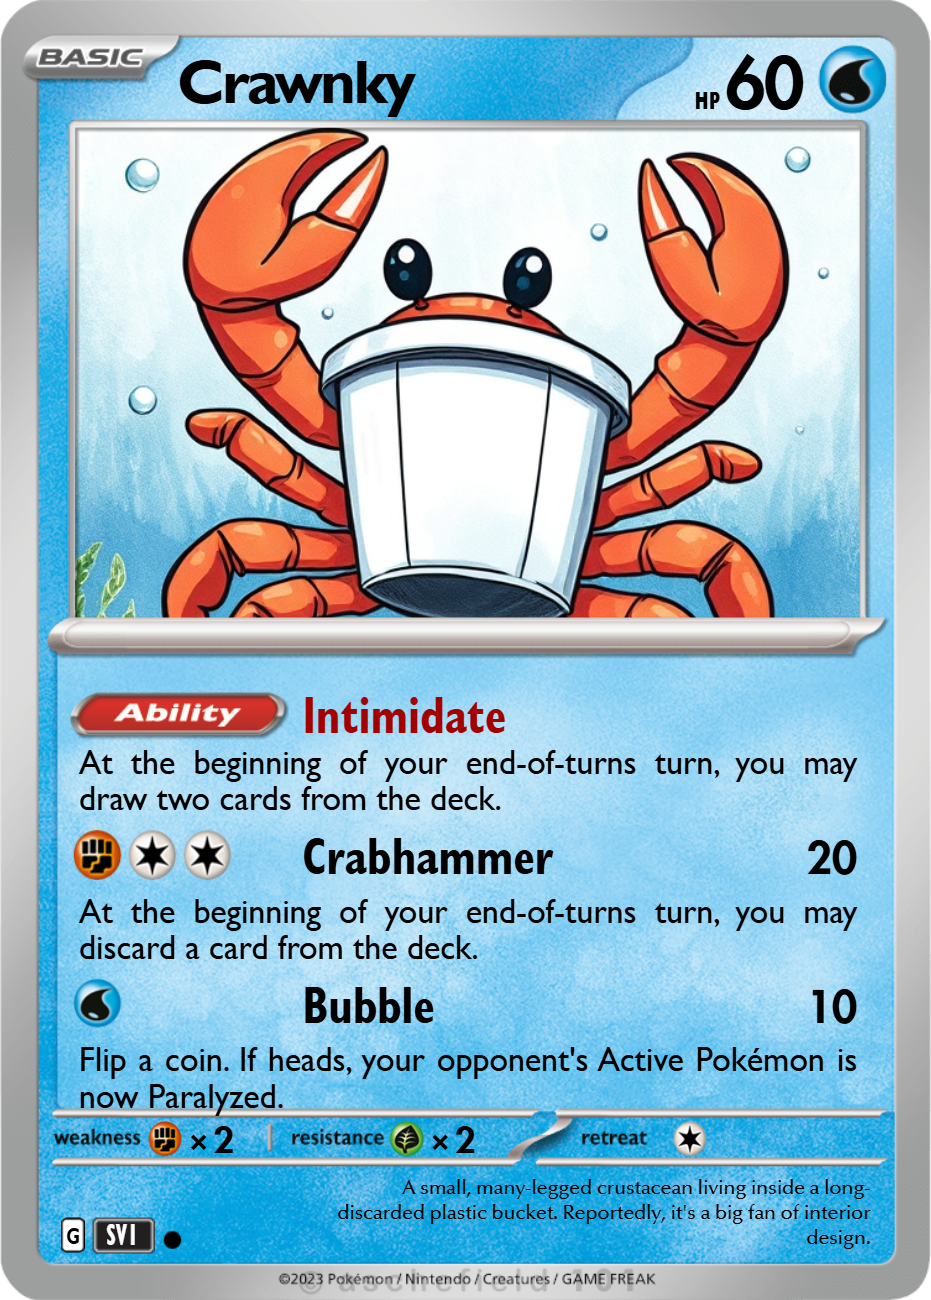 BASIC
Crawnky
HP 60
Ability Intimidate
At the beginning of your end-of-turns turn, you may
draw two cards from the deck.
Crabhammer 20
At the beginning of your end-of-turns turn, you may
discard a card from the deck.
Bubble 10
Flip a coin. If heads, your opponent's Active Pokémon is
now Paralyzed.
weakness × 2 resistance × 2 retreat
A small, many-legged crustacean living inside a long-
discarded plastic bucket. Reportedly, it's a big fan of interior
design.
G SVI
©2023 Pokémon / Nintendo / Creatures / GAME FREAK